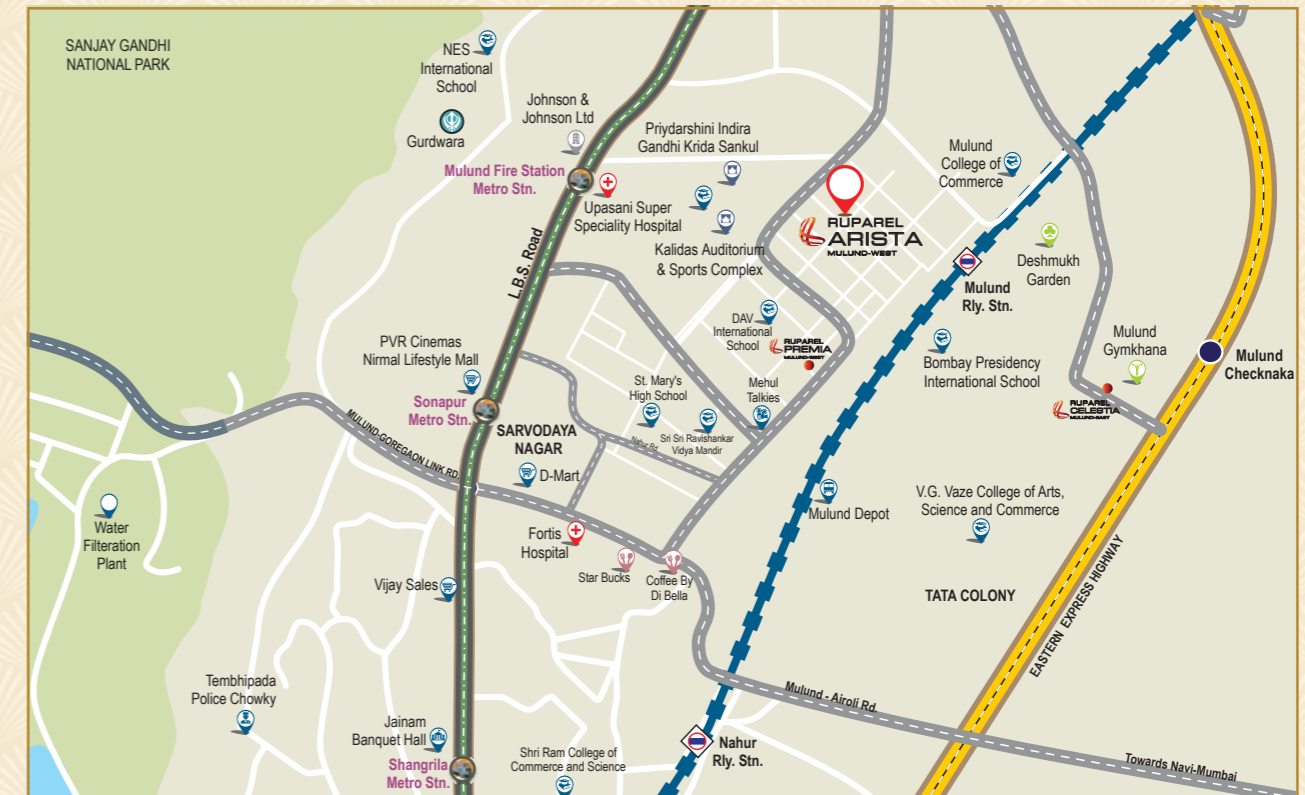 SANJAY GANDHI
NATIONAL PARK
NES
International
School
Gurdwara
Johnson &
Johnson Ltd
Mulund Fire Station
Metro Stn.
Priydarshini Indira
Gandhi Krida Sankul
Upasani Super
Speciality Hospital
Kalidas Auditorium
& Sports Complex
RUPAREL
ARISTA
MULUND-WEST
Mulund
College of
Commerce
Mulund
Rly. Stn.
Deshmukh
Garden
L.B.S. Road
PVR Cinemas
Nirmal Lifestyle Mall
Sonapur
Metro Stn.
DAV
International
School
RUPAREL
PREMIA
MULUND-WEST
Bombay Presidency
International School
Mulund
Gymkhana
Mulund
Checknaka
RUPAREL
CELESTIA
MULUND-EAST
St. Mary's
High School
Mehul
Talkies
Nahur Rd.
Sri Sri Ravishankar
Vidya Mandir
MULUND-GOREGAON LINK RD.
SARVODAYA
NAGAR
D-Mart
Water
Filteration
Plant
Fortis
Hospital
Star Bucks
Coffee By
Di Bella
Mulund Depot
V.G. Vaze College of Arts,
Science and Commerce
Vijay Sales
TATA COLONY
EASTERN EXPRESS HIGHWAY
Tembhipada
Police Chowky
Jainam
Banquet Hall
Shangrila
Metro Stn.
Shri Ram College of
Commerce and Science
Nahur
Rly. Stn.
Mulund - Airoli Rd.
Towards Navi-Mumbai